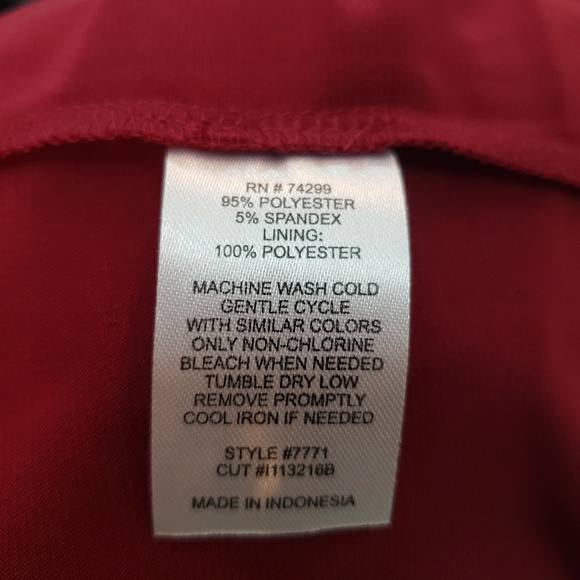 RN # 74299
95% POLYESTER
5% SPANDEX
LINING:
100% POLYESTER
MACHINE WASH COLD
GENTLE CYCLE
WITH SIMILAR COLORS
ONLY NON-CHLORINE
BLEACH WHEN NEEDED
TUMBLE DRY LOW
REMOVE PROMPTLY
COOL IRON IF NEEDED
STYLE #7771
CUT #I113216B
MADE IN INDONESIA